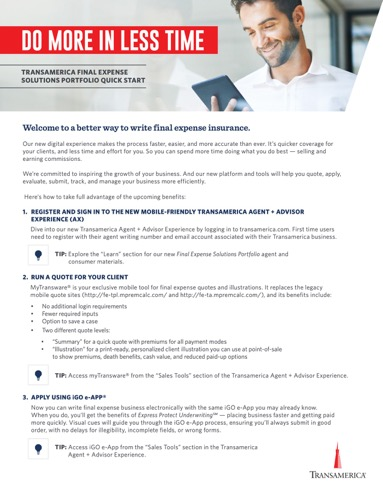 DO MORE IN LESS TIME
TRANSAMERICA FINAL EXPENSE
SOLUTIONS PORTFOLIO QUICK START
Welcome to a better way to write final expense insurance.
Our new digital experience makes the process faster, easier, and more accurate than ever. It's quicker coverage for
your clients, and less time and effort for you. So you can spend more time doing what you do best — selling and
earning commissions.
We're committed to inspiring the growth of your business. And our new platform and tools will help you quote, apply,
evaluate, submit, track, and manage your business more efficiently.
Here's how to take full advantage of the upcoming benefits:
1. REGISTER AND SIGN IN TO THE NEW MOBILE-FRIENDLY TRANSAMERICA AGENT + ADVISOR
EXPERIENCE (AX)
Dive into our new Transamerica Agent + Advisor Experience by logging in to transamerica.com. First time users
need to register with their agent writing number and email account associated with their Transamerica business.
TIP: Explore the "Learn" section for our new Final Expense Solutions Portfolio agent and
consumer materials.
2. RUN A QUOTE FOR YOUR CLIENT
MyTransware® is your exclusive mobile tool for final expense quotes and illustrations. It replaces the legacy
mobile quote sites (http://fe-tpl.mpremcalc.com/ and http://fe-ta.mpremcalc.com/), and its benefits include:
• No additional login requirements
• Fewer required inputs
• Option to save a case
• Two different quote levels:
• "Summary" for a quick quote with premiums for all payment modes
• "Illustration" for a print-ready, personalized client illustration you can use at point-of-sale
to show premiums, death benefits, cash value, and reduced paid-up options
TIP: Access myTransware® from the "Sales Tools" section of the Transamerica Agent + Advisor Experience.
3. APPLY USING iGO e-APP®
Now you can write final expense business electronically with the same iGO e-App you may already know.
When you do, you'll get the benefits of Express Protect Underwriting℠ — placing business faster and getting paid
more quickly. Visual cues will guide you through the iGO e-App process, ensuring you'll always submit in good
order, with no delays for illegibility, incomplete fields, or wrong forms.
TIP: Access iGO e-App from the "Sales Tools" section in the Transamerica
Agent + Advisor Experience.
TRANSAMERICA®